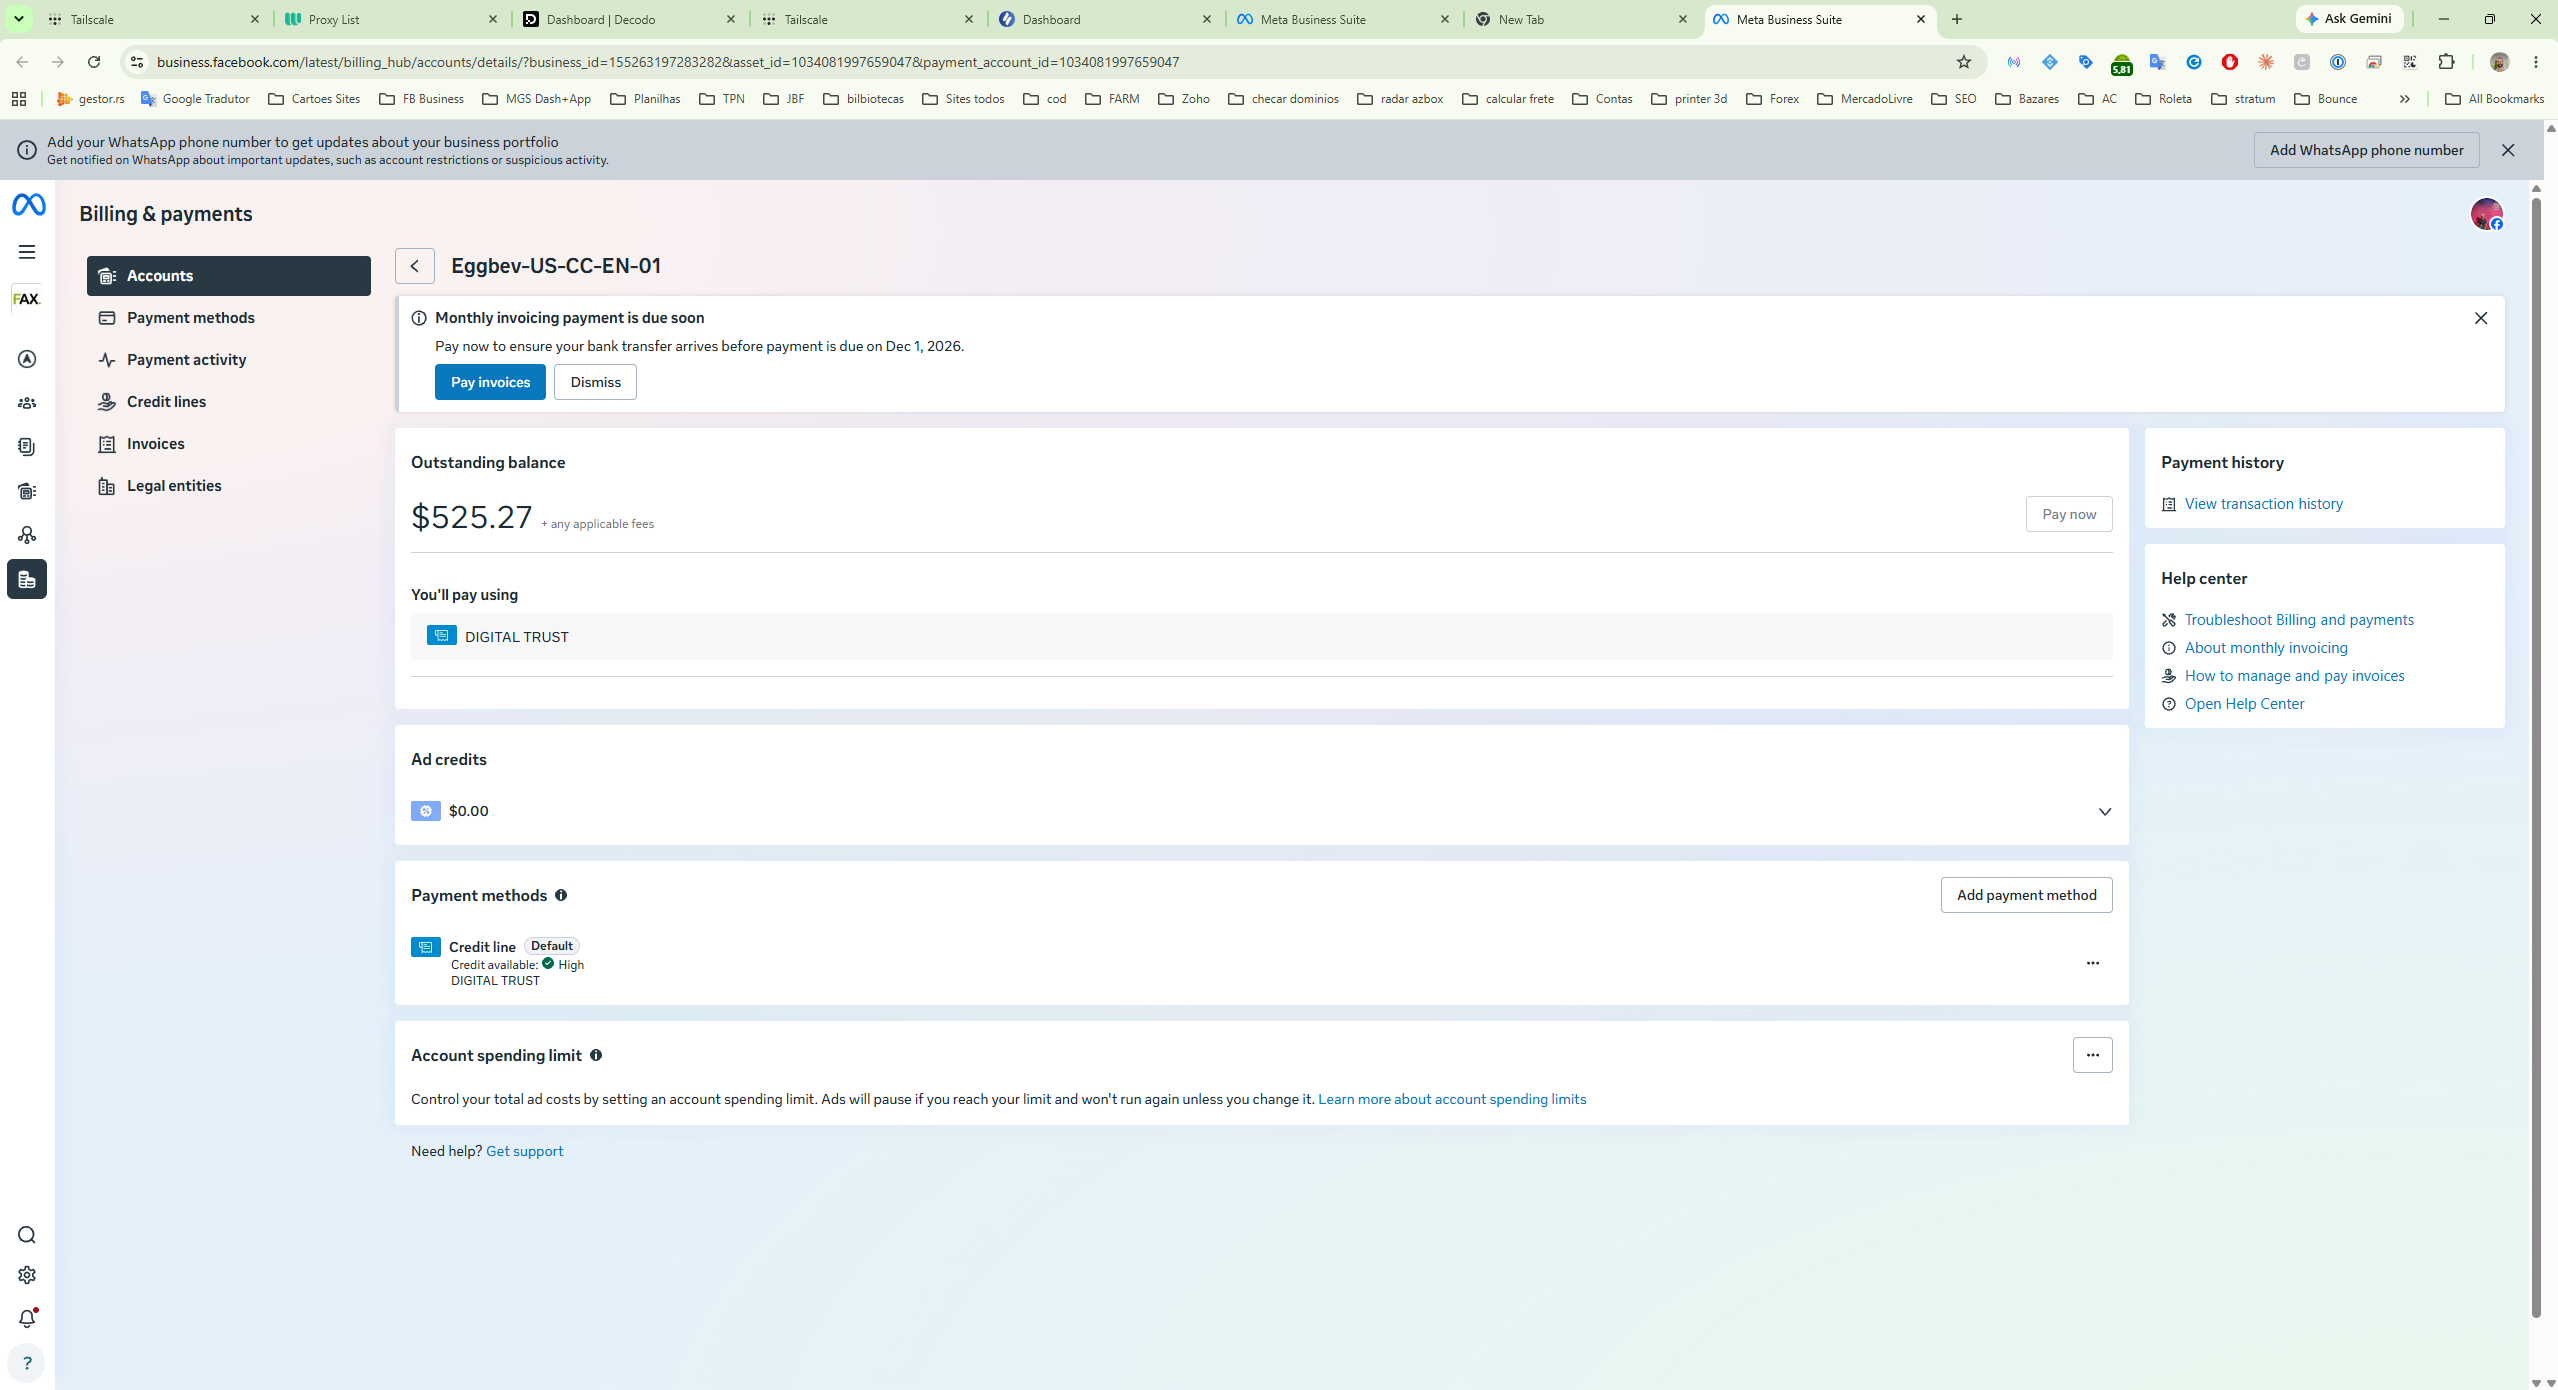 Tailscale
Proxy List
Dashboard | Decodo
Tailscale
Dashboard
Meta Business Suite
New Tab
Meta Business Suite
Ask Gemini
business.facebook.com/latest/billing_hub/accounts/details/?business_id=1552631972832​82&asset_id=1034081997659047&payment_account_id=1034081997659047
5,81
gestor.rs
Google Tradutor
Cartoes Sites
FB Business
MGS Dash+App
Planilhas
TPN
JBF
bilbiotecas
Sites todos
cod
FARM
Zoho
checar dominios
radar azbox
calcular frete
Contas
printer 3d
Forex
MercadoLivre
SEO
Bazares
AC
Roleta
stratum
Bounce
All Bookmarks
Add your WhatsApp phone number to get updates about your business portfolio
Get notified on WhatsApp about important updates, such as account restrictions or suspicious activity.
Add WhatsApp phone number
Billing & payments
FAX.
Accounts
Payment methods
Payment activity
Credit lines
Invoices
Legal entities
Eggbev-US-CC-EN-01
Monthly invoicing payment is due soon
Pay now to ensure your bank transfer arrives before payment is due on Dec 1, 2026.
Pay invoices
Dismiss
Outstanding balance
$525.27 + any applicable fees
Pay now
You'll pay using
DIGITAL TRUST
Ad credits
$0.00
Payment methods
Add payment method
Credit line Default
Credit available: High
DIGITAL TRUST
Account spending limit
Control your total ad costs by setting an account spending limit. Ads will pause if you reach your limit and won't run again unless you change it. Learn more about account spending limits
Need help? Get support
Payment history
View transaction history
Help center
Troubleshoot Billing and payments
About monthly invoicing
How to manage and pay invoices
Open Help Center